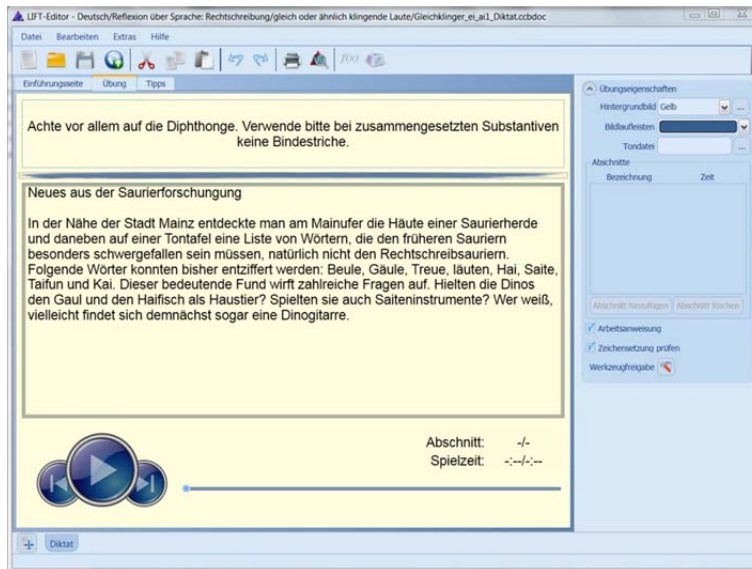 LIFT-Editor - Deutsch/Reflexion über Sprache: Rechtschreibung/gleich oder ähnlich klingende Laute/Gleichklinger_ei_ai1_Diktat.ccbdoc
Datei Bearbeiten Extras Hilfe
f(x)
Einführungsseite Übung Tipps
Achte vor allem auf die Diphthonge. Verwende bitte bei zusammengesetzten Substantiven
keine Bindestriche.
Neues aus der Saurierforschungung
In der Nähe der Stadt Mainz entdeckte man am Mainufer die Häute einer Saurierherde
und daneben auf einer Tontafel eine Liste von Wörtern, die den früheren Sauriern
besonders schwergefallen sein müssen, natürlich nicht den Rechtschreibsauriern.
Folgende Wörter konnten bisher entziffert werden: Beule, Gäule, Treue, läuten, Hai, Saite,
Taifun und Kai. Dieser bedeutende Fund wirft zahlreiche Fragen auf. Hielten die Dinos
den Gaul und den Haifisch als Haustier? Spielten sie auch Saiteninstrumente? Wer weiß,
vielleicht findet sich demnächst sogar eine Dinogitarre.
Abschnitt: -/-
Spielzeit: -:--/-:--
Diktat
Übungseigenschaften
Hintergrundbild Gelb ...
Bildlaufleisten
Tondatei ...
Abschnitte
Bezeichnung Zeit
Abschnitt hinzufügen Abschnitt löschen
Arbeitsanweisung
Zeichensetzung prüfen
Werkzeugfreigabe